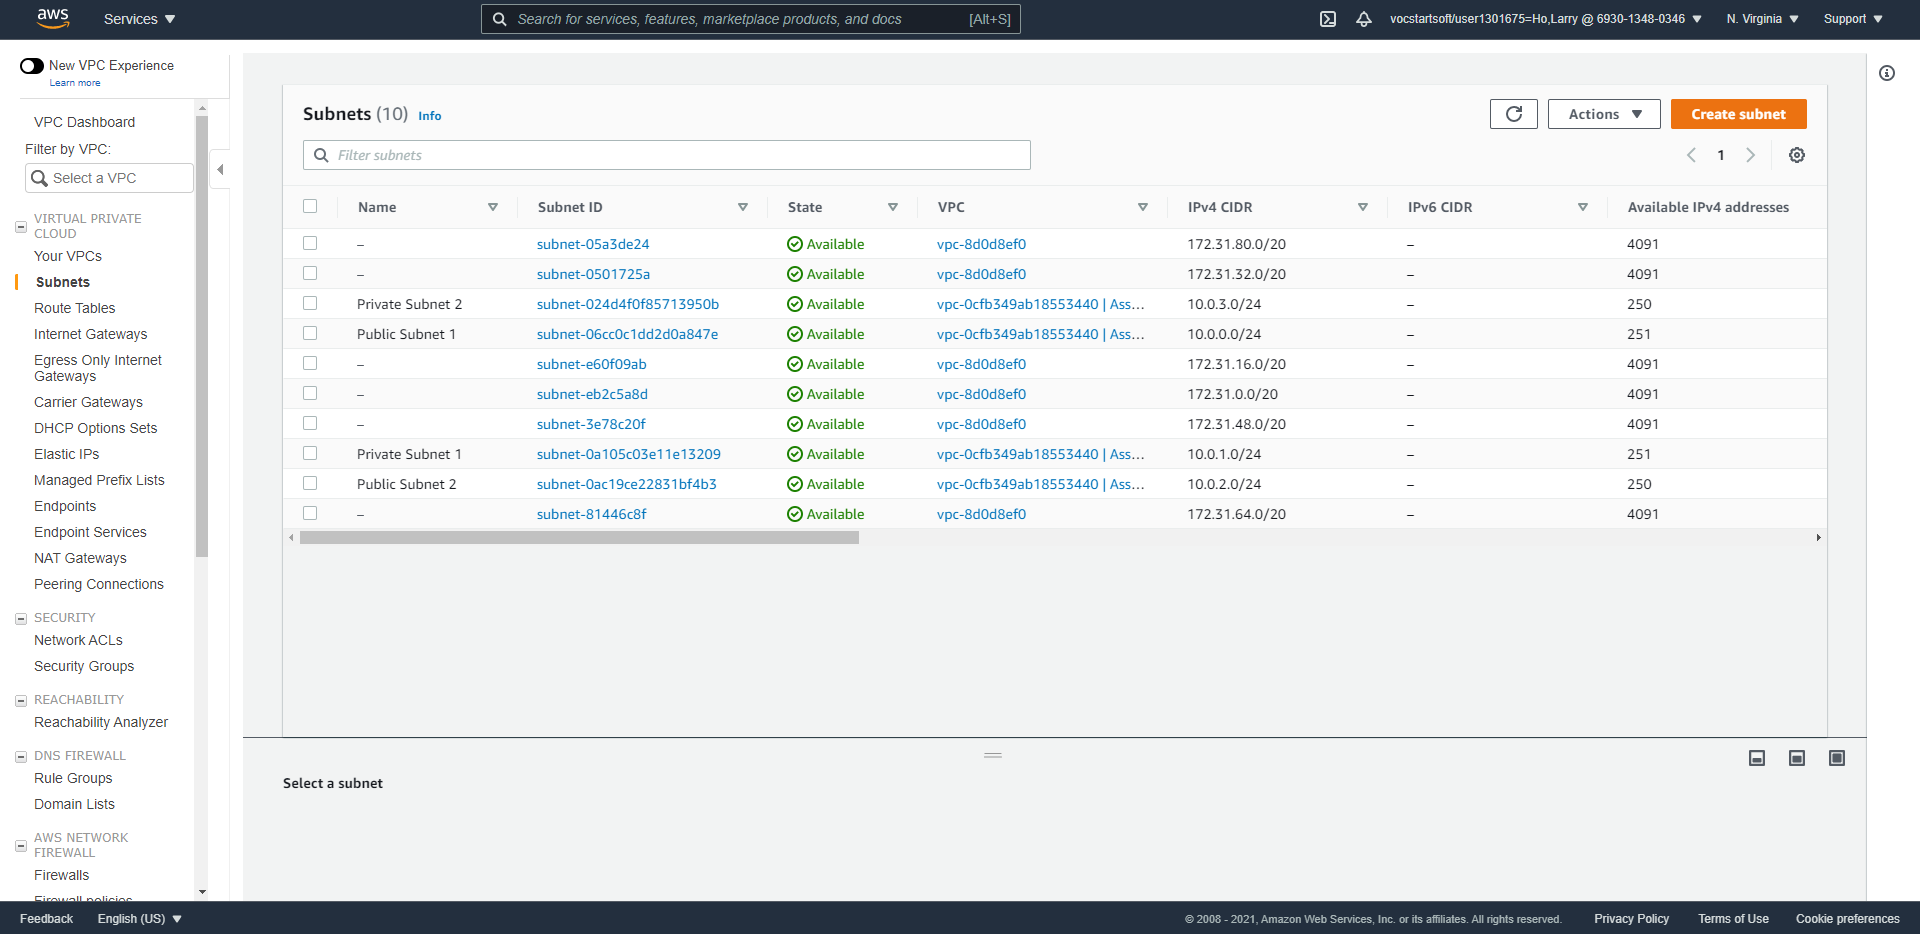 aws Services ▼ Search for services, features, marketplace products, and docs [Alt+S] vocstartsoft/user1301675=Ho,Larry @ 6930-1348-0346 ▼ N. Virginia ▼ Support ▼
New VPC Experience
Learn more
VPC Dashboard
Filter by VPC:
Select a VPC
VIRTUAL PRIVATE
CLOUD
Your VPCs
Subnets
Route Tables
Internet Gateways
Egress Only Internet
Gateways
Carrier Gateways
DHCP Options Sets
Elastic IPs
Managed Prefix Lists
Endpoints
Endpoint Services
NAT Gateways
Peering Connections
SECURITY
Network ACLs
Security Groups
REACHABILITY
Reachability Analyzer
DNS FIREWALL
Rule Groups
Domain Lists
AWS NETWORK
FIREWALL
Firewalls
Firewall policies
Subnets (10) Info
Actions ▼ Create subnet
Filter subnets
1
Name Subnet ID State VPC IPv4 CIDR IPv6 CIDR Available IPv4 addresses
– subnet-05a3de24 Available vpc-8d0d8ef0 172.31.80.0/20 – 4091
– subnet-0501725a Available vpc-8d0d8ef0 172.31.32.0/20 – 4091
Private Subnet 2 subnet-024d4f0f85713950b Available vpc-0cfb349ab18553440 | Ass... 10.0.3.0/24 – 250
Public Subnet 1 subnet-06cc0c1dd2d0a847e Available vpc-0cfb349ab18553440 | Ass... 10.0.0.0/24 – 251
– subnet-e60f09ab Available vpc-8d0d8ef0 172.31.16.0/20 – 4091
– subnet-eb2c5a8d Available vpc-8d0d8ef0 172.31.0.0/20 – 4091
– subnet-3e78c20f Available vpc-8d0d8ef0 172.31.48.0/20 – 4091
Private Subnet 1 subnet-0a105c03e11e13209 Available vpc-0cfb349ab18553440 | Ass... 10.0.1.0/24 – 251
Public Subnet 2 subnet-0ac19ce22831bf4b3 Available vpc-0cfb349ab18553440 | Ass... 10.0.2.0/24 – 250
– subnet-81446c8f Available vpc-8d0d8ef0 172.31.64.0/20 – 4091
Select a subnet
Feedback English (US) ▼ © 2008 - 2021, Amazon Web Services, Inc. or its affiliates. All rights reserved. Privacy Policy Terms of Use Cookie preferences